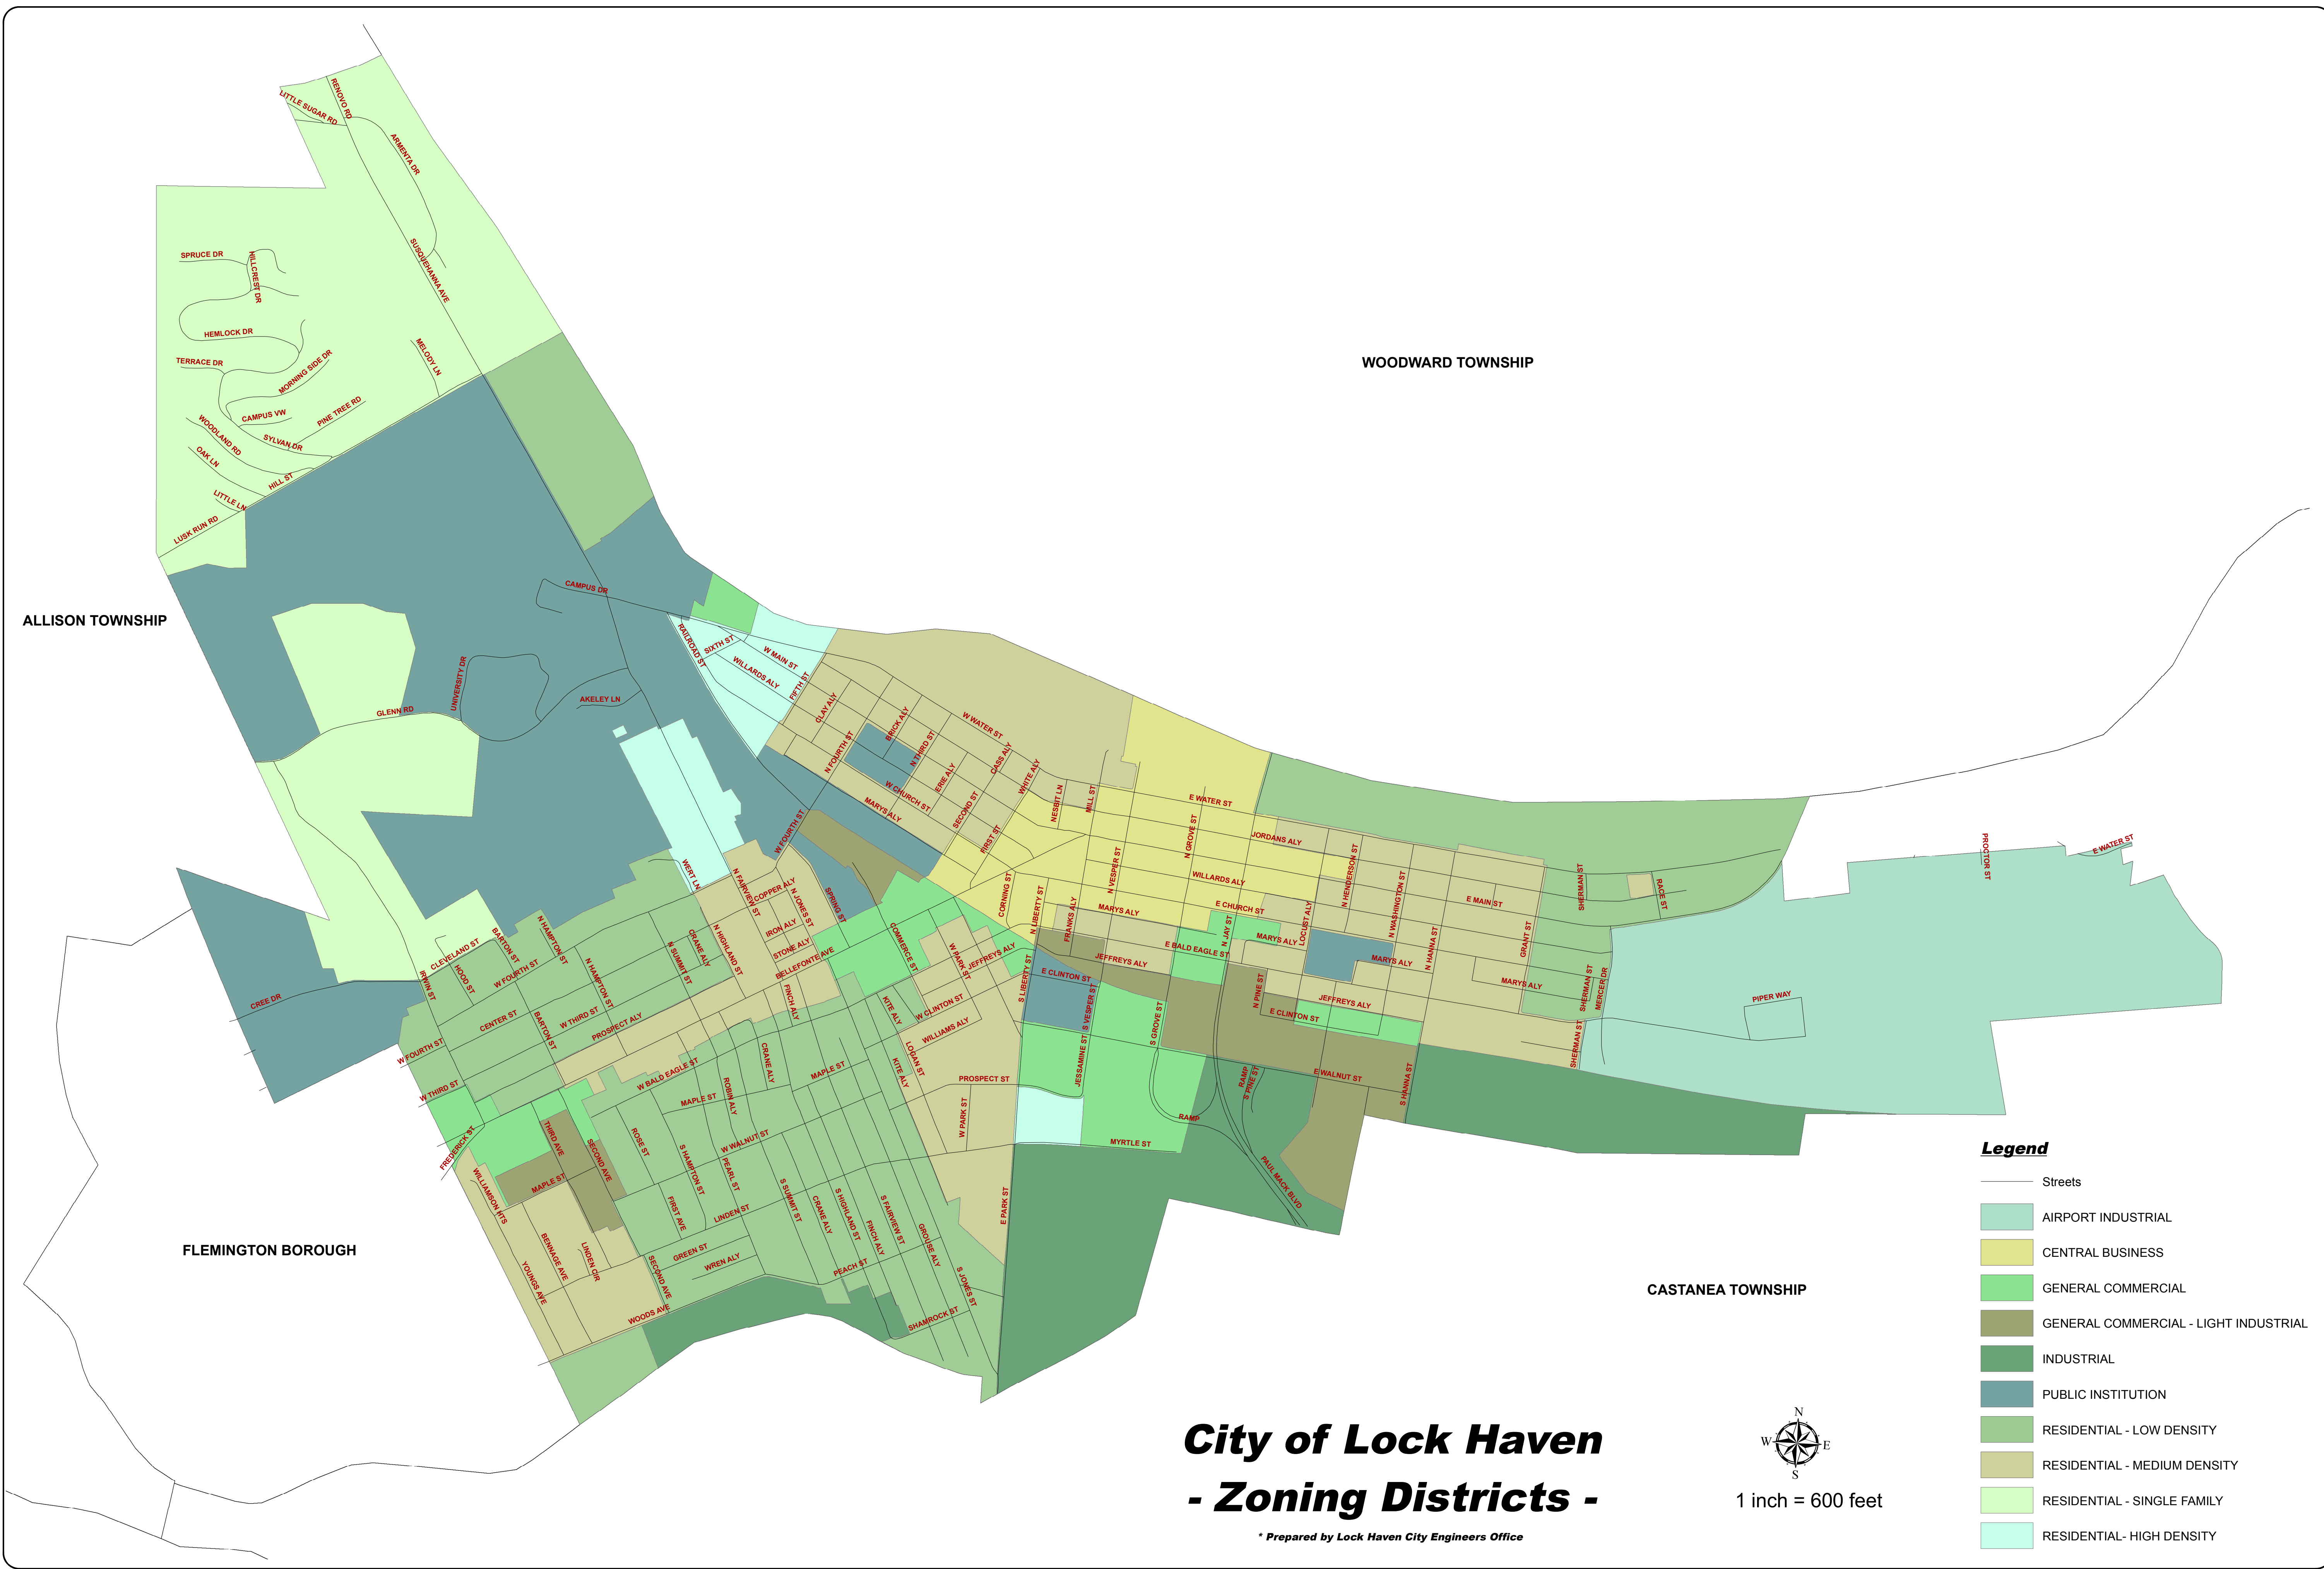 RENOVO RD
LITTLE SUGAR RD
ARMENTA DR
SUSQUEHANNA AVE
SPRUCE DR
HILLCREST DR
HEMLOCK DR
TERRACE DR
MORNING SIDE DR
MELODY LN
CAMPUS VW
PINE TREE RD
WOODLAND RD
SYLVAN DR
OAK LN
HILL ST
LITTLE LN
LUSK RUN RD
WOODWARD TOWNSHIP
ALLISON TOWNSHIP
CAMPUS DR
UNIVERSITY DR
AKELEY LN
GLENN RD
RAILROAD ST
SIXTH ST
W MAIN ST
WILLARDS ALY
FIFTH ST
CLAY ALY
BRICK ALY
W WATER ST
N FOURTH ST
N THIRD ST
CASS ALY
ERIE ALY
WHITE ALY
W CHURCH ST
MARYS ALY
SECOND ST
FIRST ST
NESBIT LN
MILL ST
E WATER ST
N GROVE ST
JORDANS ALY
N VESPER ST
WILLARDS ALY
N HENDERSON ST
N WASHINGTON ST
E MAIN ST
SHERMAN ST
RACE ST
PROCTOR ST
E WATER ST
W FOURTH ST
WERT LN
N FAIRVIEW ST
COPPER ALY
N JONES ST
SPRING ST
IRON ALY
STONE ALY
BELLEFONTE AVE
N HIGHLAND ST
CRANE ALY
N SUMMIT ST
COMMERCE ST
CORNING ST
N LIBERTY ST
FRANKS ALY
MARYS ALY
E CHURCH ST
N JAY ST
LOCUST ALY
MARYS ALY
E BALD EAGLE ST
N HANNA ST
GRANT ST
MARYS ALY
MARYS ALY
JEFFREYS ALY
W PARK ST
JEFFREYS ALY
JEFFREYS ALY
E CLINTON ST
S LIBERTY ST
S VESPER ST
N PINE ST
E CLINTON ST
SHERMAN ST
MERCER DR
SHERMAN ST
PIPER WAY
CLEVELAND ST
BARTON ST
N HAMPTON ST
HOOD ST
W FOURTH ST
N HAMPTON ST
IRWIN ST
CREE DR
CENTER ST
W THIRD ST
PROSPECT ALY
BARTON ST
W FOURTH ST
W THIRD ST
FINCH ALY
KITE ALY
W CLINTON ST
WILLIAMS ALY
LOGAN ST
KITE ALY
MAPLE ST
CRANE ALY
W BALD EAGLE ST
ROBIN ALY
MAPLE ST
PROSPECT ST
W PARK ST
JESSAMINE ST
S GROVE ST
RAMP
S PINE ST
E WALNUT ST
S HANNA ST
RAMP
MYRTLE ST
PAUL MACK BLVD
FREDERICK ST
THIRD AVE
SECOND AVE
ROSE ST
S HAMPTON ST
W WALNUT ST
PEARL ST
MAPLE ST
WILLIAMSON HTS
FIRST AVE
LINDEN ST
S SUMMIT ST
CRANE ALY
S HIGHLAND ST
FINCH ALY
S FAIRVIEW ST
GROUSE ALY
E PARK ST
BENNAGE AVE
LINDEN CIR
YOUNGS AVE
GREEN ST
WREN ALY
SECOND AVE
PEACH ST
S JONES ST
WOODS AVE
SHAMROCK ST
FLEMINGTON BOROUGH
CASTANEA TOWNSHIP
Legend
Streets
AIRPORT INDUSTRIAL
CENTRAL BUSINESS
GENERAL COMMERCIAL
GENERAL COMMERCIAL - LIGHT INDUSTRIAL
INDUSTRIAL
PUBLIC INSTITUTION
RESIDENTIAL - LOW DENSITY
RESIDENTIAL - MEDIUM DENSITY
RESIDENTIAL - SINGLE FAMILY
RESIDENTIAL- HIGH DENSITY
City of Lock Haven
- Zoning Districts -
* Prepared by Lock Haven City Engineers Office
N
W
E
S
1 inch = 600 feet